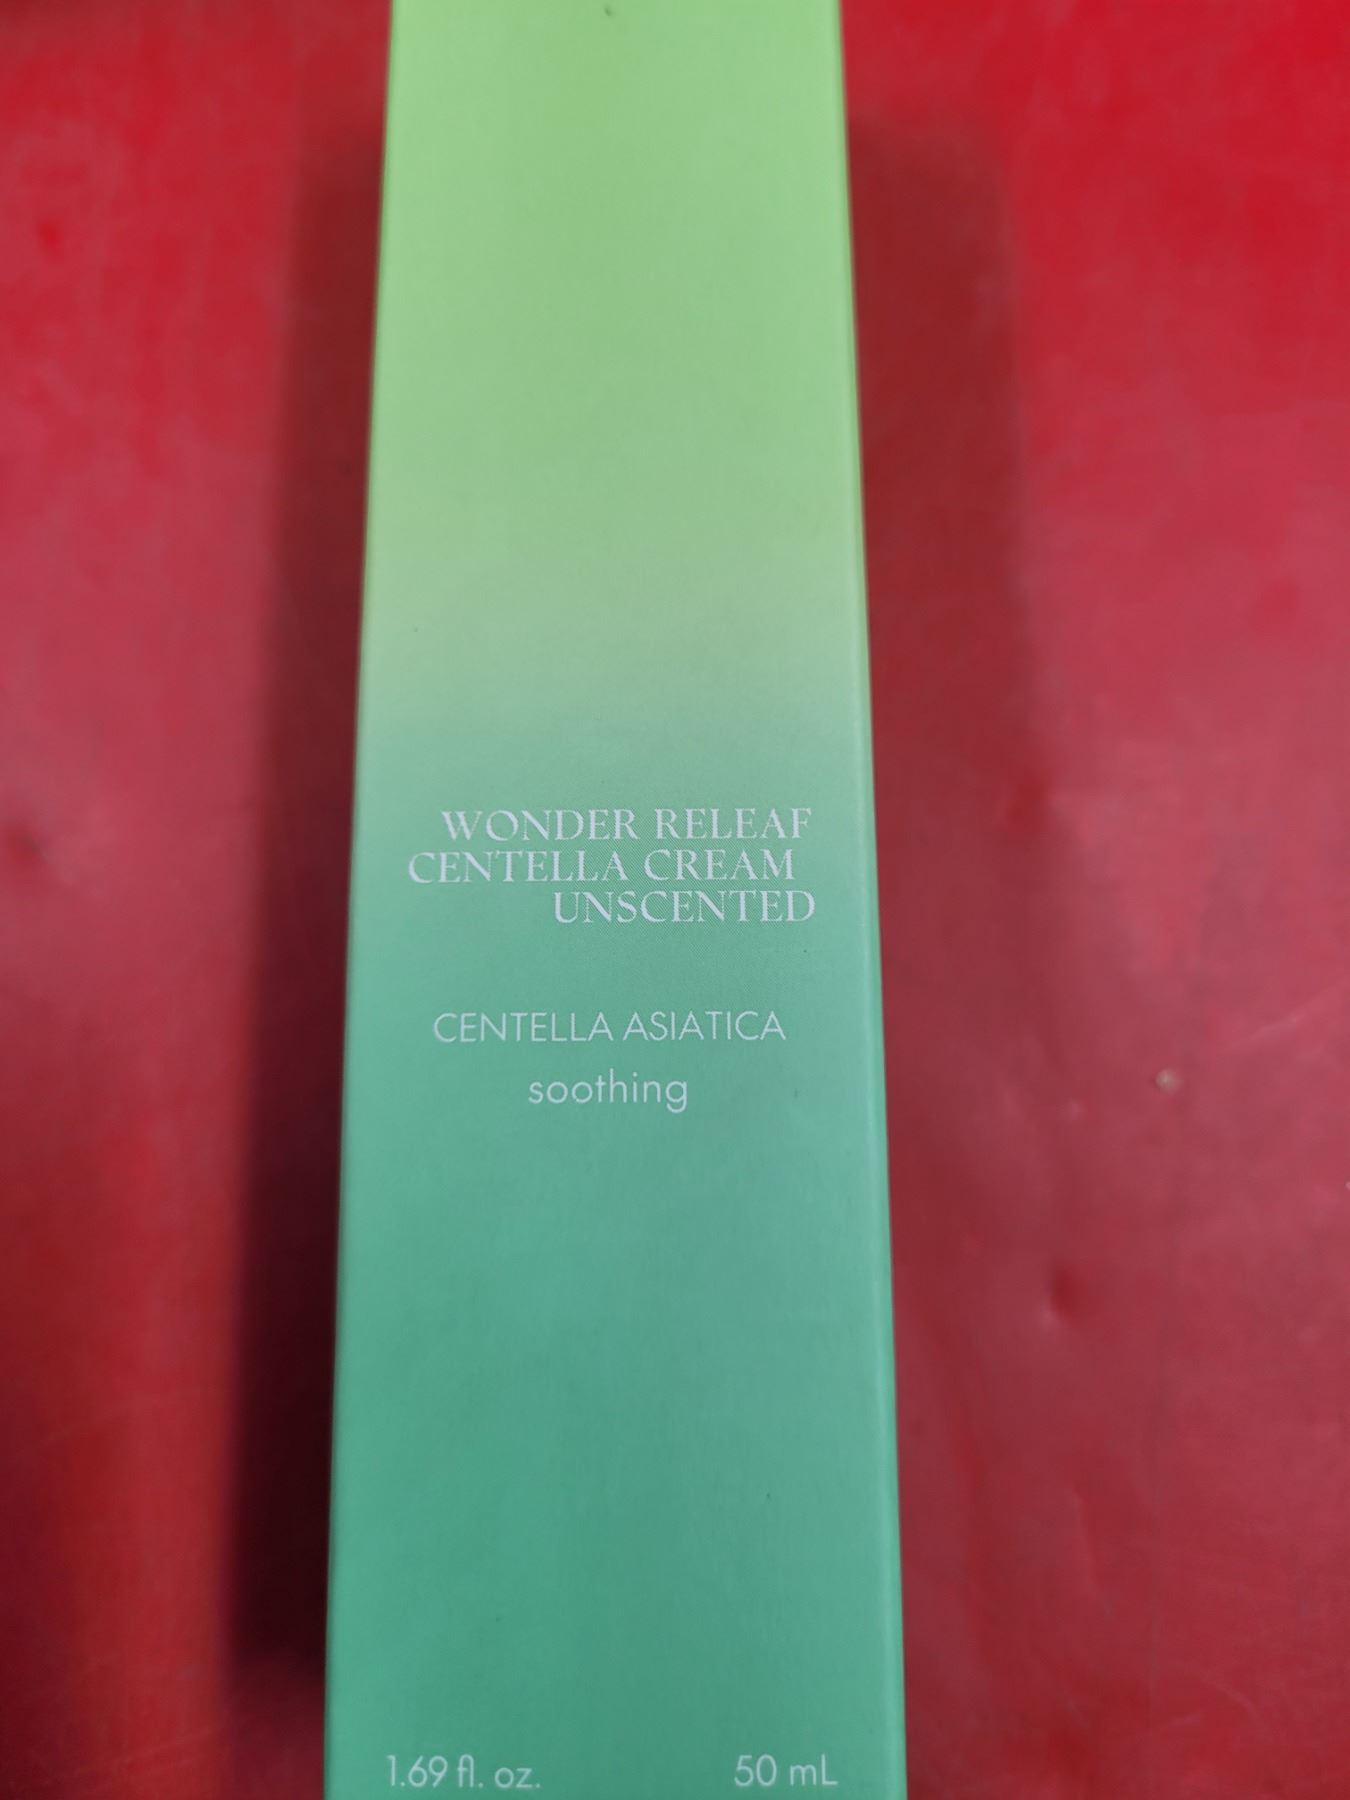 WONDER RELEAF
CENTELLA CREAM
UNSCENTED
CENTELLA ASIATICA
soothing
1.69 fl. oz. 50 mL